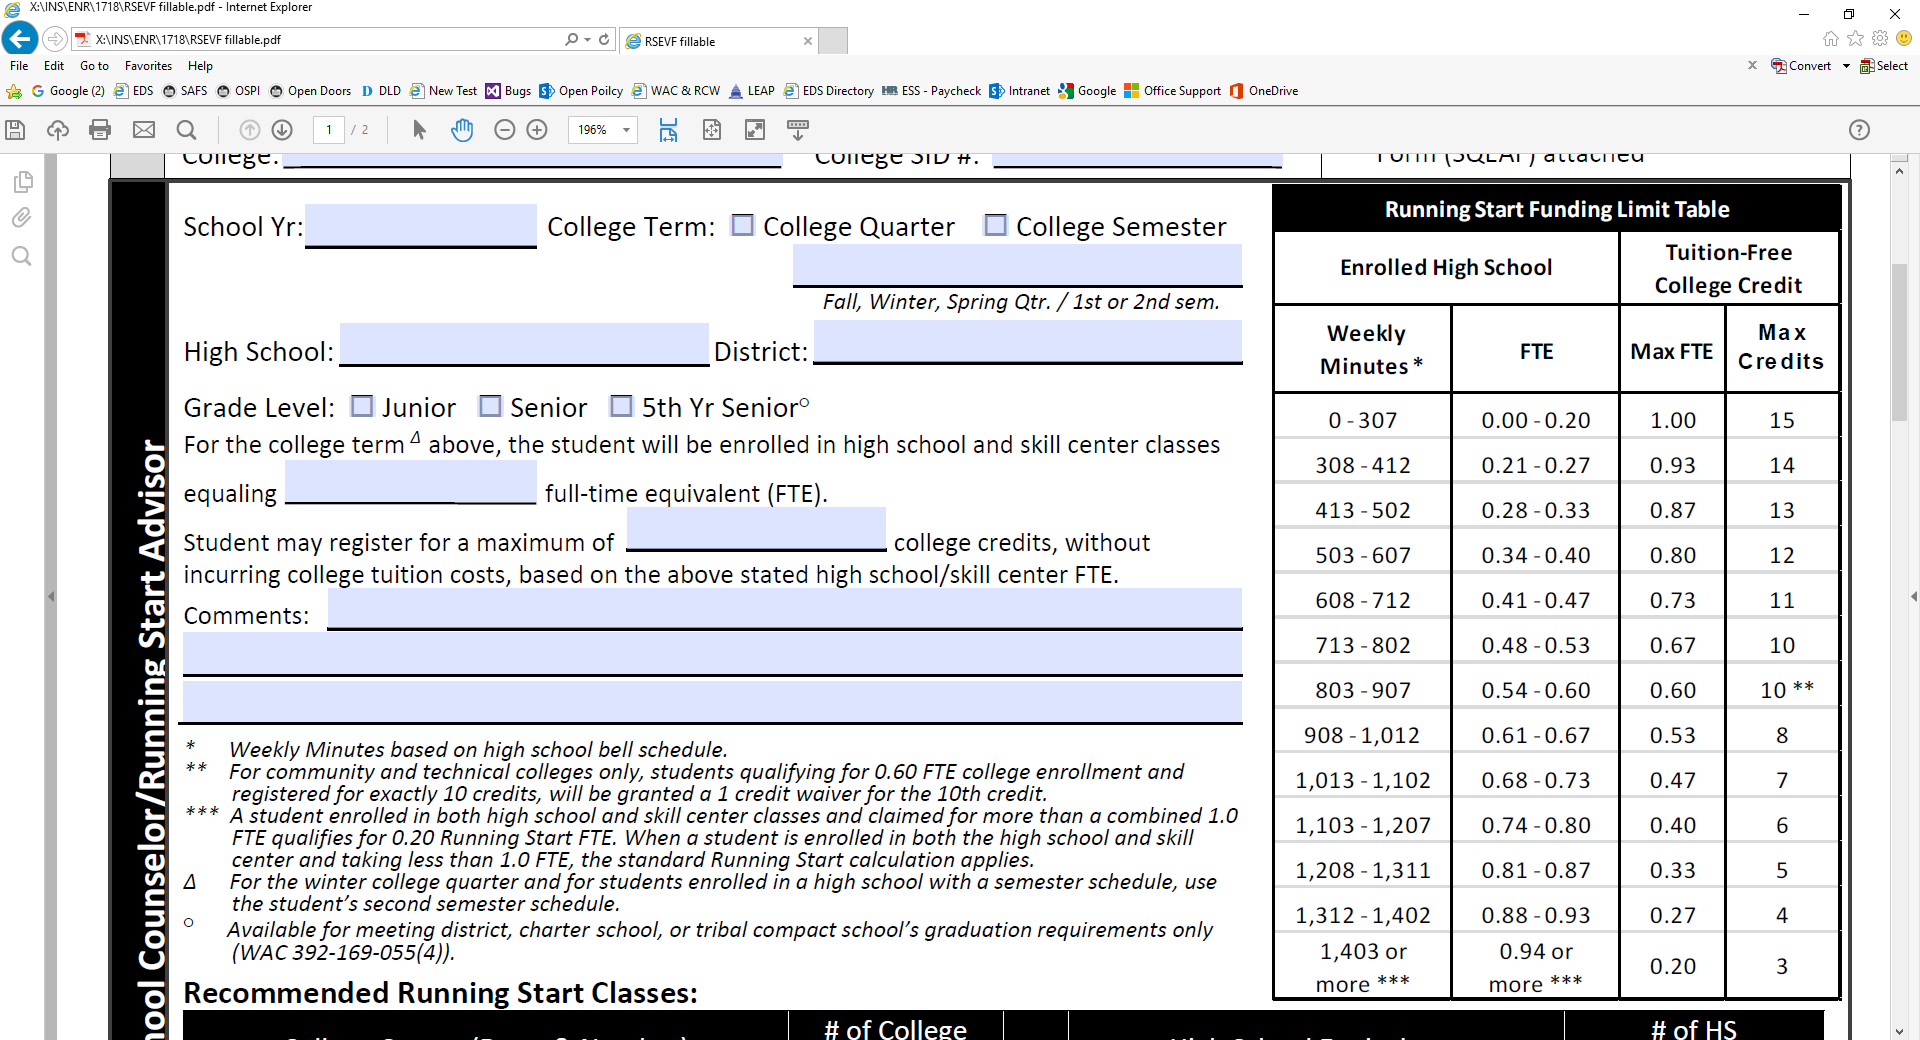 X:\INS\ENR\1718\RSEVF fillable.pdf - Internet Explorer
X:\INS\ENR\1718\RSEVF fillable.pdf
RSEVF fillable
File Edit Go to Favorites Help
Convert Select
Google (2) EDS SAFS OSPI Open Doors DLD New Test Bugs Open Poilcy WAC & RCW LEAP EDS Directory ESS - Paycheck Intranet Google Office Support OneDrive
1 / 2 196%
College: College SID #: Form (SQEAF) attached
School Counselor/Running Start Advisor
School Yr: College Term: College Quarter College Semester
Fall, Winter, Spring Qtr. / 1st or 2nd sem.
High School: District:
Grade Level: Junior Senior 5th Yr Senior○
For the college term Δ above, the student will be enrolled in high school and skill center classes
equaling full-time equivalent (FTE).
Student may register for a maximum of college credits, without
incurring college tuition costs, based on the above stated high school/skill center FTE.
Comments:
* Weekly Minutes based on high school bell schedule.
** For community and technical colleges only, students qualifying for 0.60 FTE college enrollment and
registered for exactly 10 credits, will be granted a 1 credit waiver for the 10th credit.
*** A student enrolled in both high school and skill center classes and claimed for more than a combined 1.0
FTE qualifies for 0.20 Running Start FTE. When a student is enrolled in both the high school and skill
center and taking less than 1.0 FTE, the standard Running Start calculation applies.
Δ For the winter college quarter and for students enrolled in a high school with a semester schedule, use
the student's second semester schedule.
○ Available for meeting district, charter school, or tribal compact school's graduation requirements only
(WAC 392-169-055(4)).
Running Start Funding Limit Table
Enrolled High School
Tuition-Free
College Credit
Weekly
Minutes *
FTE
Max FTE
Max
Credits
0 - 307 0.00 - 0.20 1.00 15
308 - 412 0.21 - 0.27 0.93 14
413 - 502 0.28 - 0.33 0.87 13
503 - 607 0.34 - 0.40 0.80 12
608 - 712 0.41 - 0.47 0.73 11
713 - 802 0.48 - 0.53 0.67 10
803 - 907 0.54 - 0.60 0.60 10 **
908 - 1,012 0.61 - 0.67 0.53 8
1,013 - 1,102 0.68 - 0.73 0.47 7
1,103 - 1,207 0.74 - 0.80 0.40 6
1,208 - 1,311 0.81 - 0.87 0.33 5
1,312 - 1,402 0.88 - 0.93 0.27 4
1,403 or
more ***
0.94 or
more ***
0.20 3
Recommended Running Start Classes:
# of College
# of HS